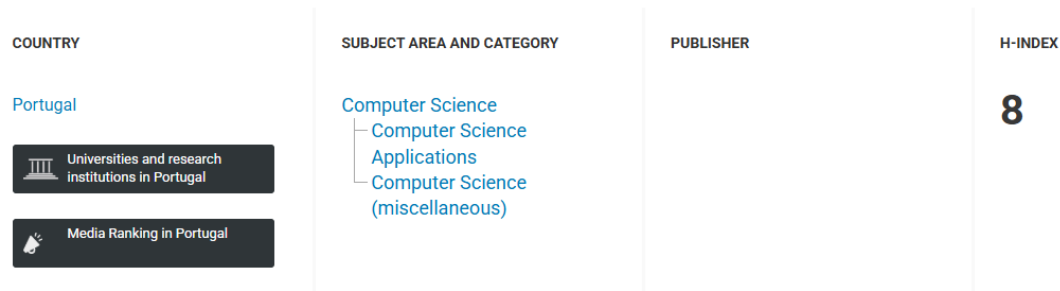 COUNTRY
Portugal
Universities and research
institutions in Portugal
Media Ranking in Portugal
SUBJECT AREA AND CATEGORY
Computer Science
Computer Science
Applications
Computer Science
(miscellaneous)
PUBLISHER
H-INDEX
8